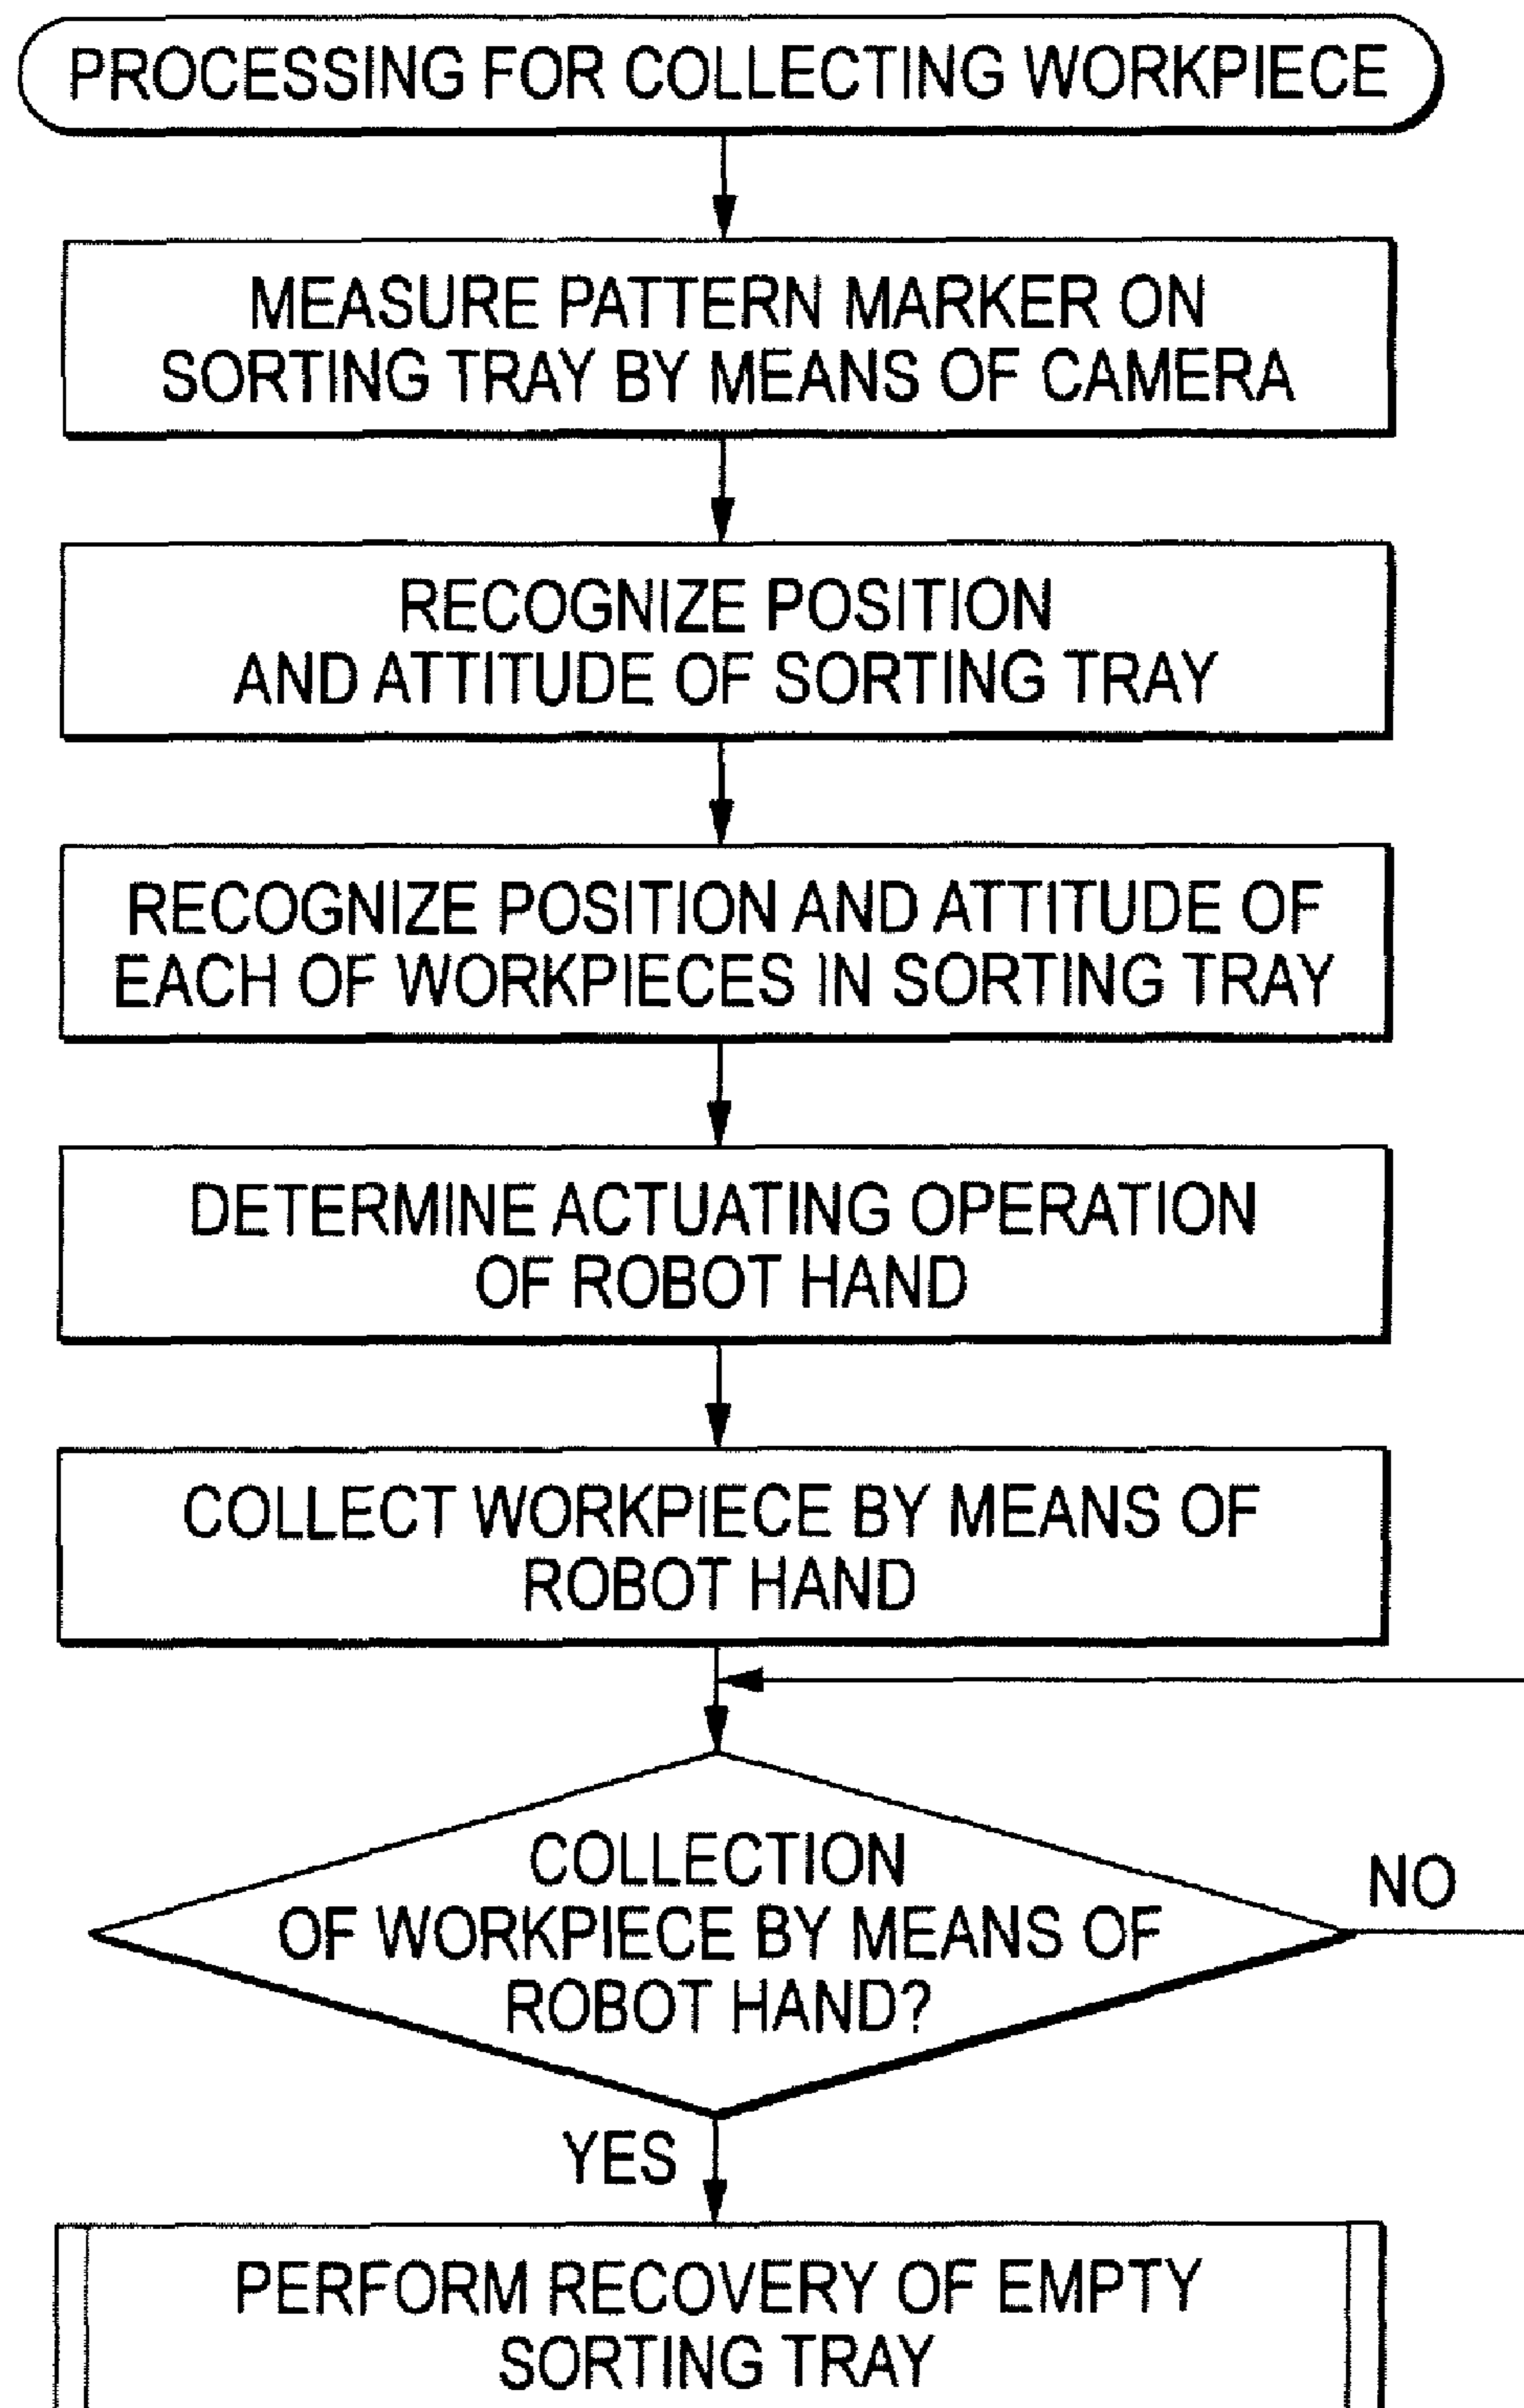 PROCESSING FOR COLLECTING WORKPIECE
MEASURE PATTERN MARKER ON
SORTING TRAY BY MEANS OF CAMERA
RECOGNIZE POSITION
AND ATTITUDE OF SORTING TRAY
RECOGNIZE POSITION AND ATTITUDE OF
EACH OF WORKPIECES IN SORTING TRAY
DETERMINE ACTUATING OPERATION
OF ROBOT HAND
COLLECT WORKPIECE BY MEANS OF
ROBOT HAND
COLLECTION
OF WORKPIECE BY MEANS OF
ROBOT HAND?
NO
YES
PERFORM RECOVERY OF EMPTY
SORTING TRAY